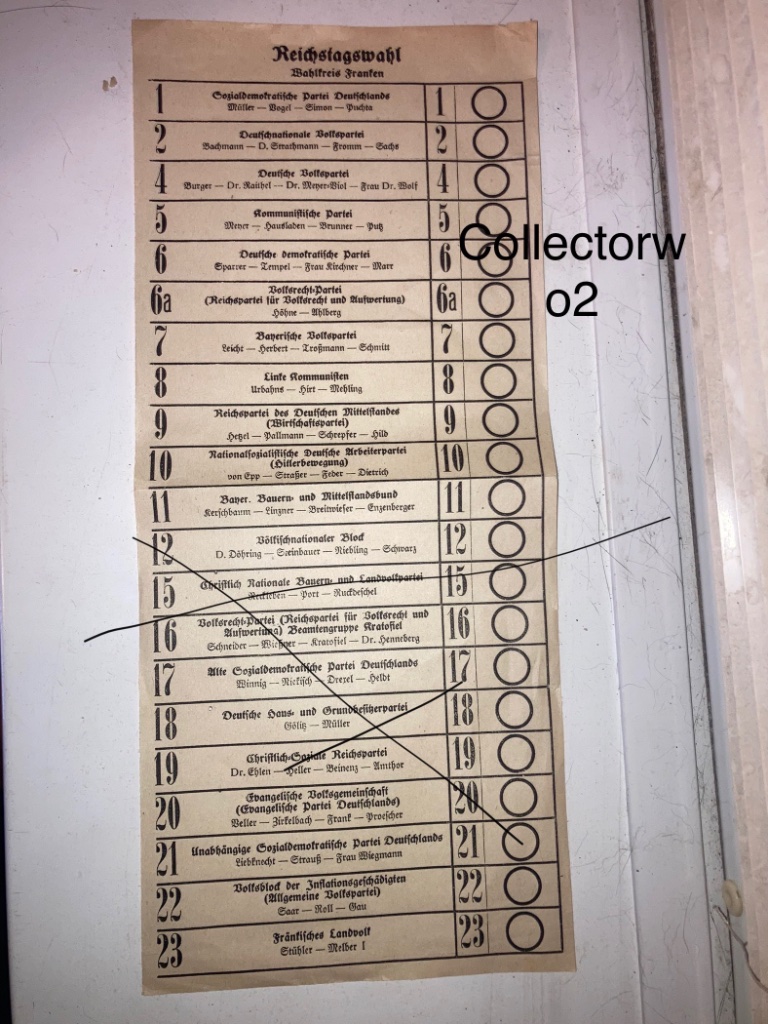 Reichstagswahl
Wahlkreis Franken
1 Sozialdemokratische Partei Deutschlands 1
Müller — Vogel — Simon — Puchta
2 Deutschnationale Volkspartei 2
Bachmann — D. Strathmann — Fromm — Sachs
4 Deutsche Volkspartei 4
Burger — Dr. Raithel — Dr. Meyer-Viol — Frau Dr. Wolf
5 Kommunistische Partei 5
Meyer — Hausladen — Brunner — Putz
6 Deutsche demokratische Partei 6
Sparrer — Tempel — Frau Kirchner — Marr
Collectorw
o2
6a Volksrecht-Partei 6a
(Reichspartei für Volksrecht und Aufwertung)
Höhne — Ahlberg
7 Bayerische Volkspartei 7
Leicht — Herbert — Troßmann — Schmitt
8 Linke Kommunisten 8
Urbahns — Hirt — Mehling
9 Reichspartei des Deutschen Mittelstandes 9
(Wirtschaftspartei)
Hetzel — Pallmann — Schrepfer — Hild
10 Nationalsozialistische Deutsche Arbeiterpartei 10
(Hitlerbewegung)
von Epp — Straßer — Feder — Dietrich
11 Bayer. Bauern- und Mittelstandsbund 11
Kerschbaum — Linzner — Breitwieser — Enzenberger
12 Völkischnationaler Block 12
D. Döhring — Steinbauer — Riebling — Schwarz
15 Christlich Nationale Bauern- und Landvolkpartei 15
— Port — Ruckdeschel
16 Volksrecht-Partei (Reichspartei für Volksrecht und 16
Aufwertung) Beamtengruppe Kratofiel
Schneider — Wießner — Kratofiel — Dr. Henneberg
17 Alte Sozialdemokratische Partei Deutschlands 17
Winnig — Niekisch — Drexel — Heldt
18 Deutsche Haus- und Grundbesitzerpartei 18
Götitz — Müller
19 Christlich-Soziale Reichspartei 19
Dr. Ehlen — Heller — Beinenz — Amthor
20 Evangelische Volksgemeinschaft 20
(Evangelische Partei Deutschlands)
Veller — Zirkelbach — Frank — Proescher
21 Unabhängige Sozialdemokratische Partei Deutschlands 21
Liebknecht — Strauß — Frau Wiegmann
22 Volksblock der Inflationsgeschädigten 22
(Allgemeine Volkspartei)
Saar — Roll — Gau
23 Fränkisches Landvolk 23
Stühler — Melber I